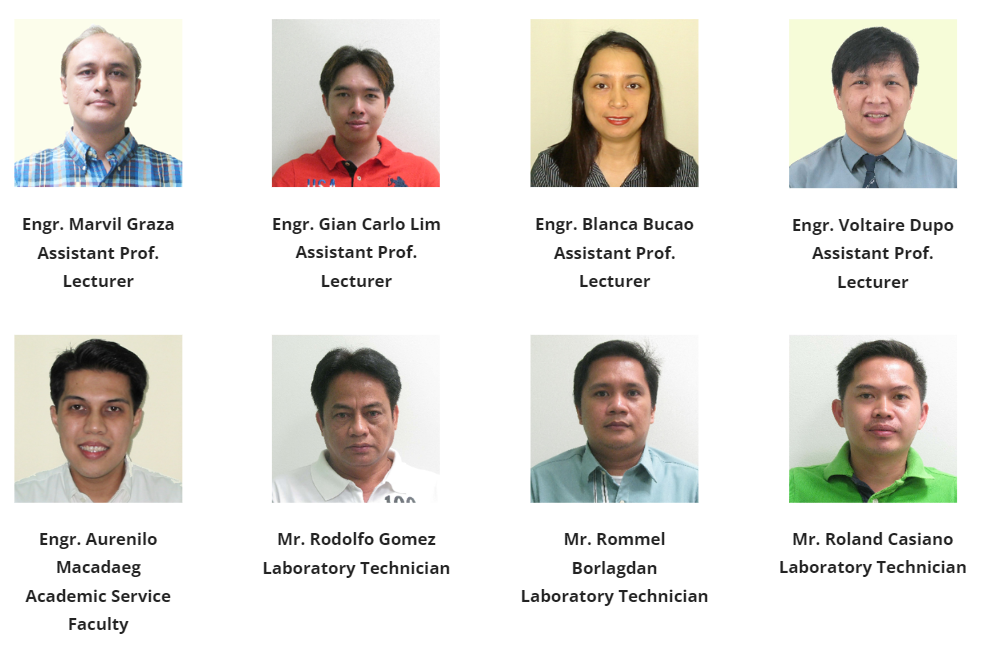 USA
Engr. Marvil Graza
Assistant Prof.
Lecturer
Engr. Gian Carlo Lim
Assistant Prof.
Lecturer
Engr. Blanca Bucao
Assistant Prof.
Lecturer
Engr. Voltaire Dupo
Assistant Prof.
Lecturer
Engr. Aurenilo
Macadaeg
Academic Service
Faculty
Mr. Rodolfo Gomez
Laboratory Technician
Mr. Rommel
Borlagdan
Laboratory Technician
Mr. Roland Casiano
Laboratory Technician